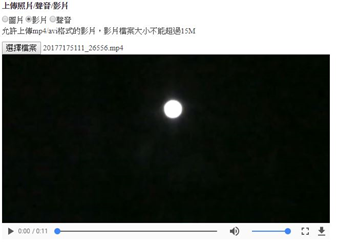 上傳照片/聲音/影片
圖片 影片 聲音
允許上傳mp4/avi格式的影片，影片檔案大小不能超過15M
選擇檔案 20177175111_26556.mp4
0:00 / 0:11